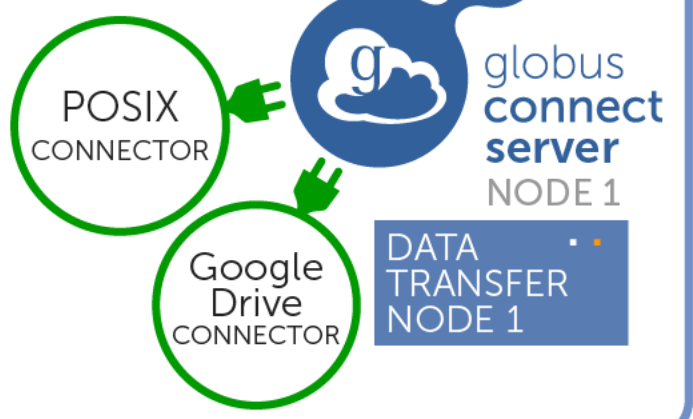 POSIX
CONNECTOR
g
globus
connect
server
NODE 1
Google
Drive
CONNECTOR
DATA
TRANSFER
NODE 1